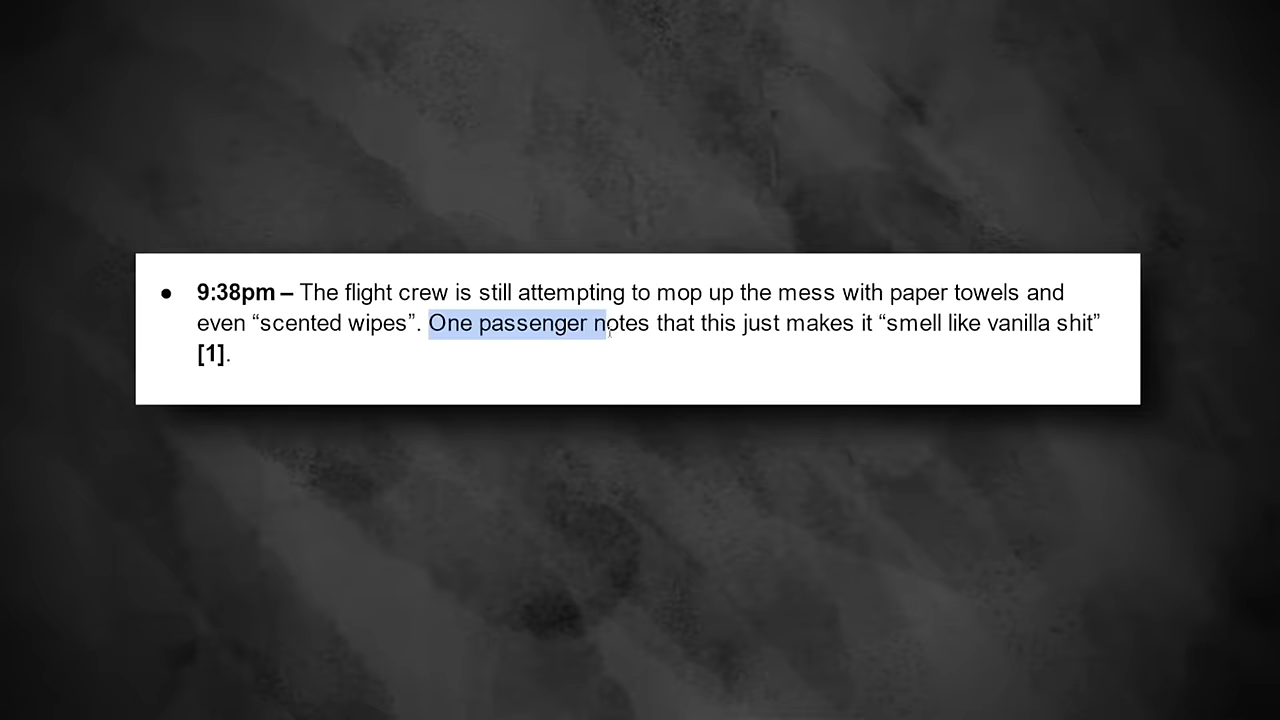 ● 9:38pm – The flight crew is still attempting to mop up the mess with paper towels and
even “scented wipes”. One passenger notes that this just makes it “smell like vanilla shit”
[1].